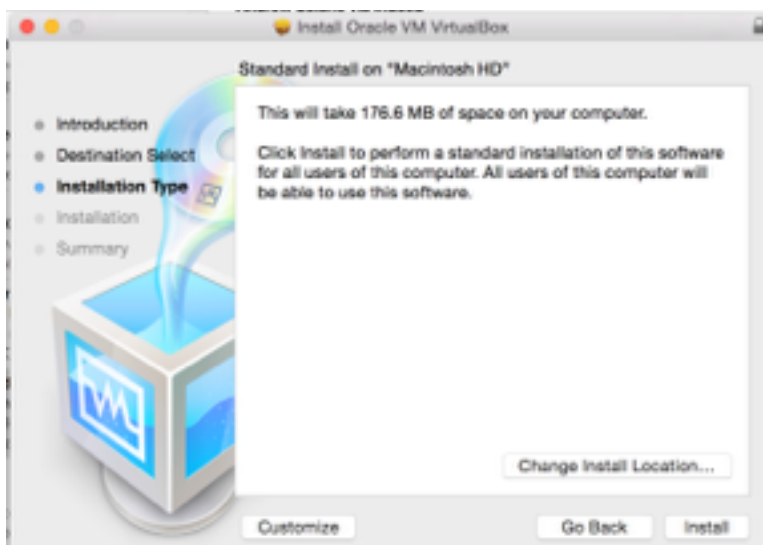 Install Oracle VM VirtualBox
Standard Install on "Macintosh HD"
Introduction
Destination Select
Installation Type
Installation
Summary
This will take 176.6 MB of space on your computer.
Click Install to perform a standard installation of this software
for all users of this computer. All users of this computer will
be able to use this software.
Change Install Location...
Customize
Go Back
Install